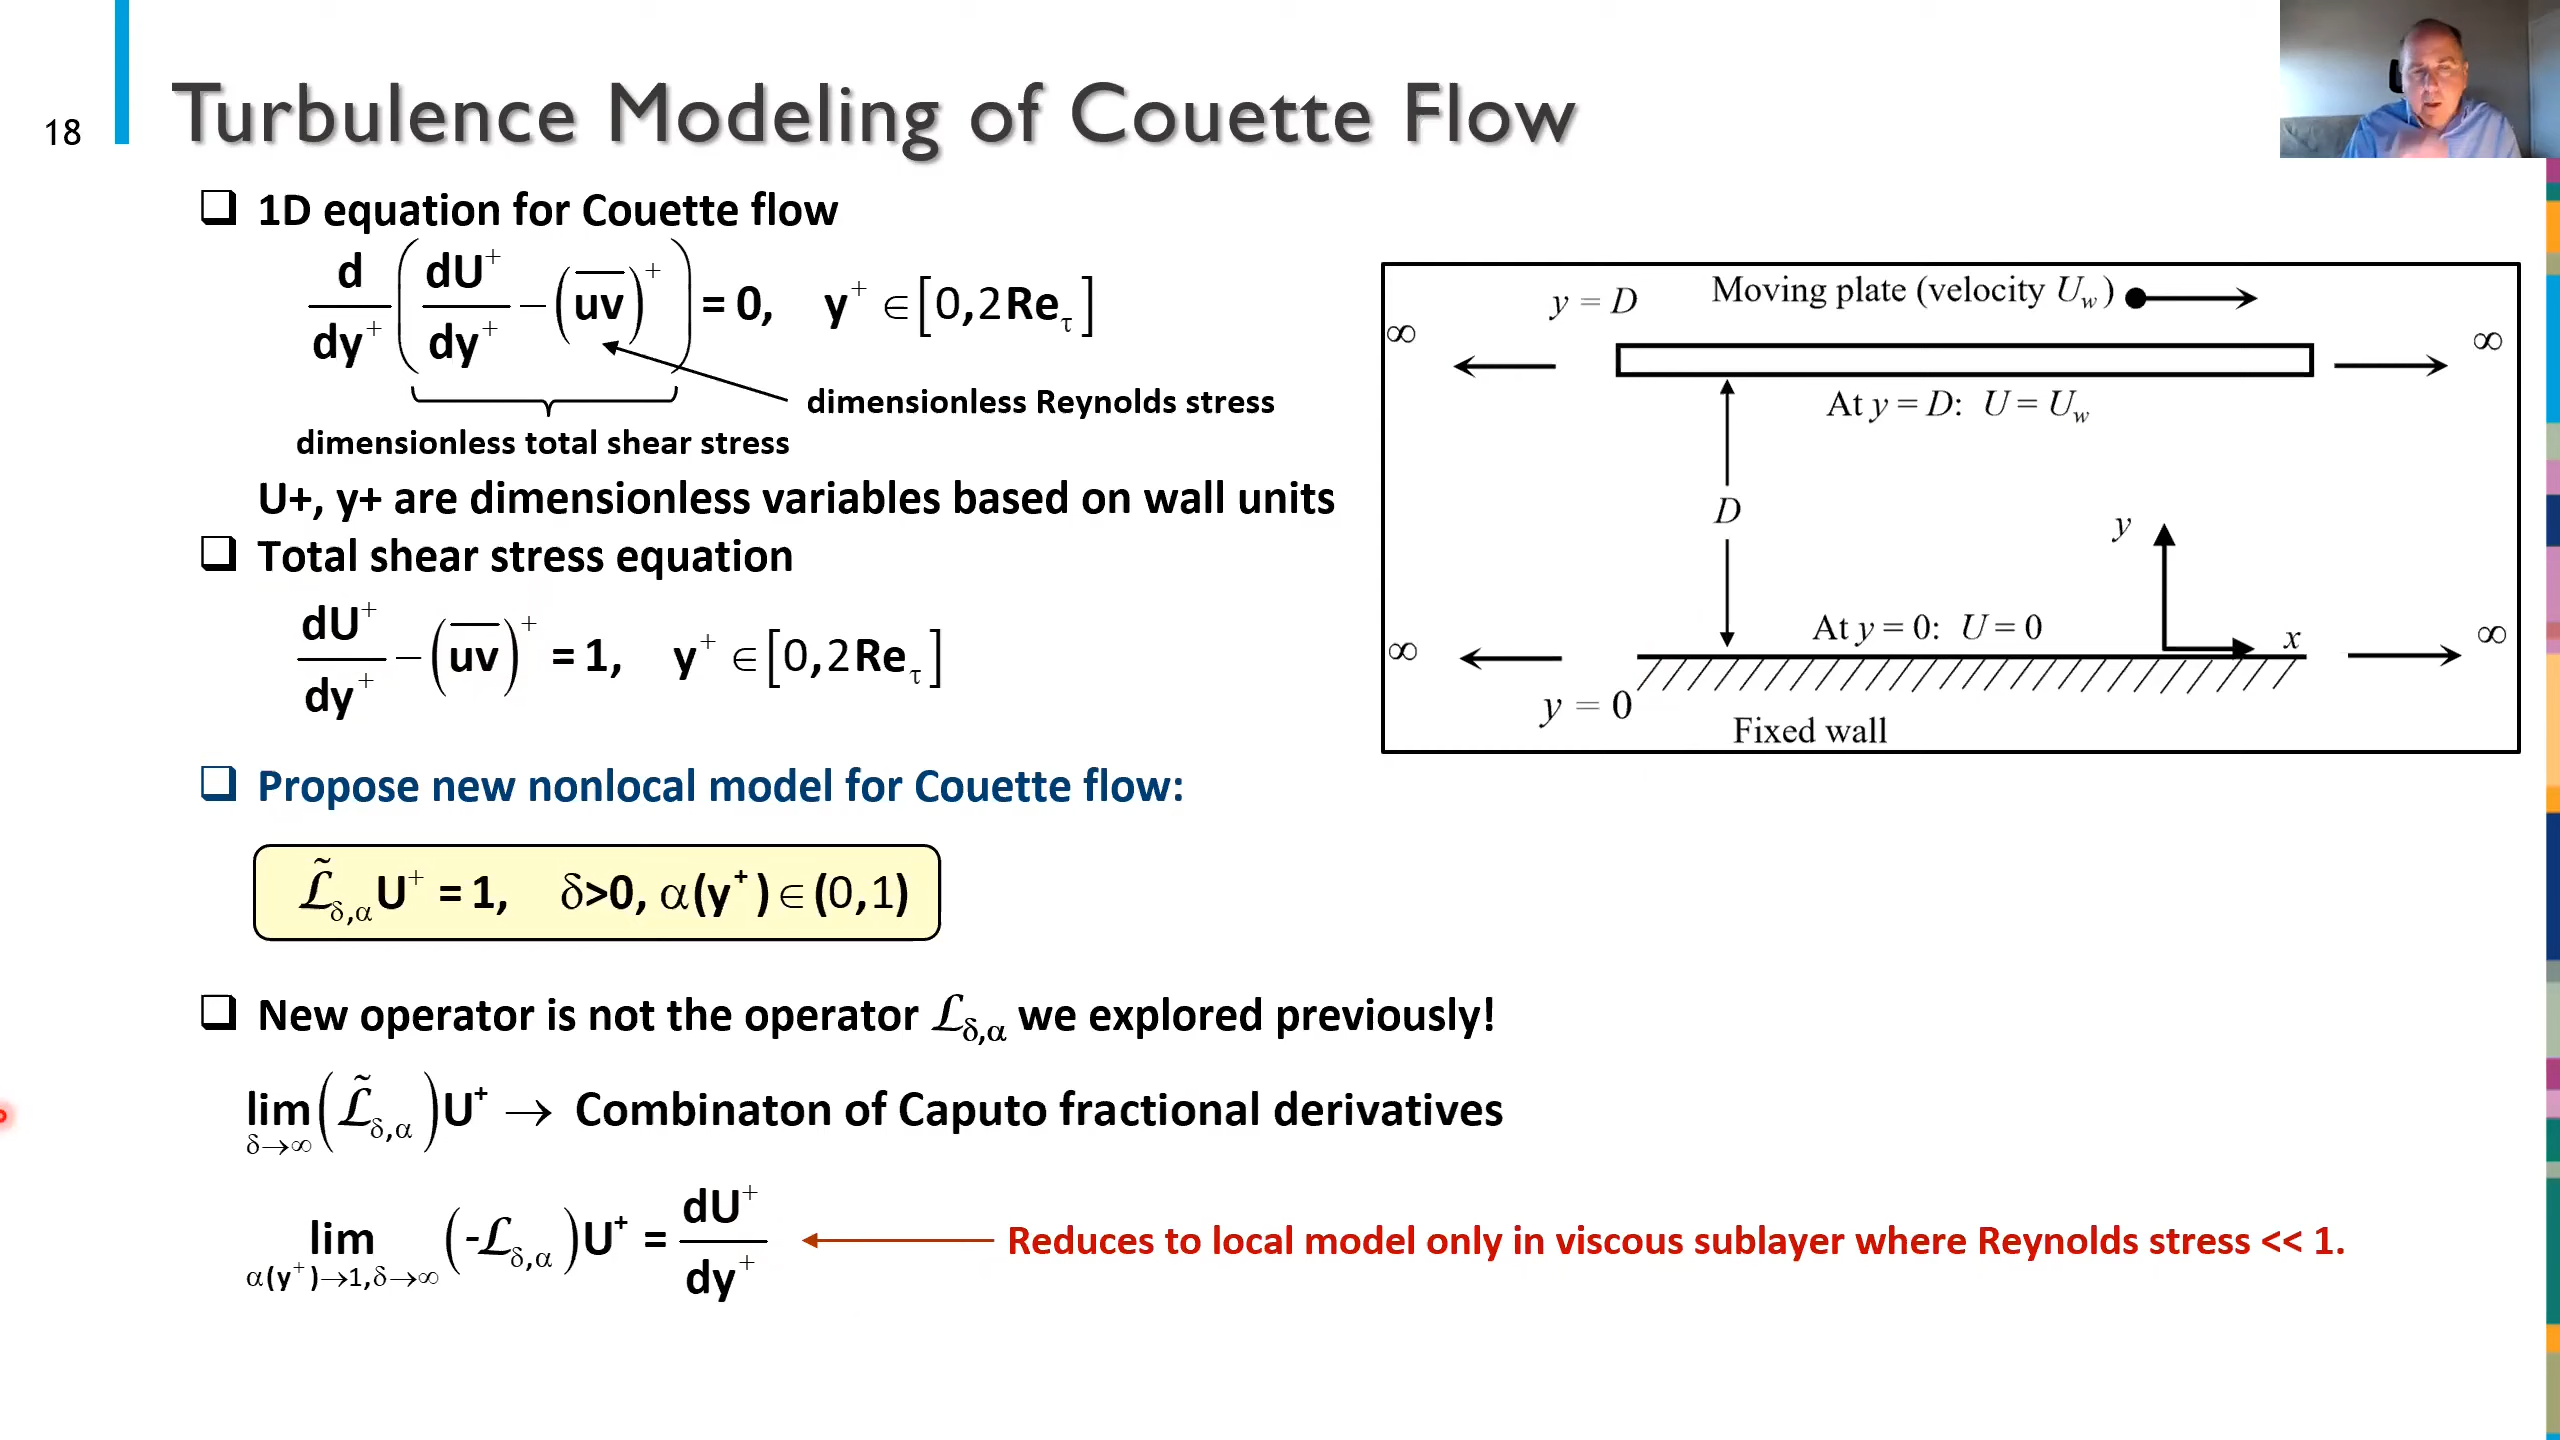 18
Turbulence Modeling of Couette Flow
❑ 1D equation for Couette flow
d/dy⁺ ( dU⁺/dy⁺ − (u̅v̅)⁺ ) = 0, y⁺ ∈ [0,2Re_τ]
dimensionless Reynolds stress
dimensionless total shear stress
U+, y+ are dimensionless variables based on wall units
❑ Total shear stress equation
dU⁺/dy⁺ − (u̅v̅)⁺ = 1, y⁺ ∈ [0,2Re_τ]
❑ Propose new nonlocal model for Couette flow:
ℒ̃_δ,α U⁺ = 1, δ>0, α(y⁺) ∈ (0,1)
❑ New operator is not the operator ℒ_δ,α we explored previously!
lim_δ→∞ (ℒ̃_δ,α) U⁺ → Combinaton of Caputo fractional derivatives
lim_α(y⁺)→1,δ→∞ (-ℒ_δ,α) U⁺ = dU⁺/dy⁺
Reduces to local model only in viscous sublayer where Reynolds stress << 1.
y = D
Moving plate (velocity U_w)
∞
∞
At y = D: U = U_w
D
y
At y = 0: U = 0
x
∞
∞
y = 0
Fixed wall